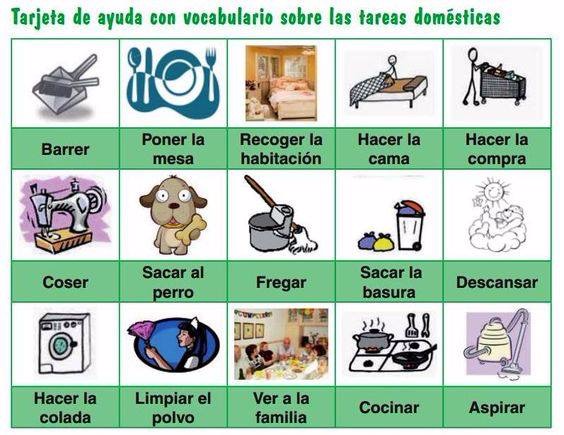 Tarjeta de ayuda con vocabulario sobre las tareas domésticas
Barrer
Poner la
mesa
Recoger la
habitación
Hacer la
cama
Hacer la
compra
Coser
Sacar al
perro
Fregar
Sacar la
basura
Descansar
Hacer la
colada
Limpiar el
polvo
Ver a la
familia
Cocinar
Aspirar